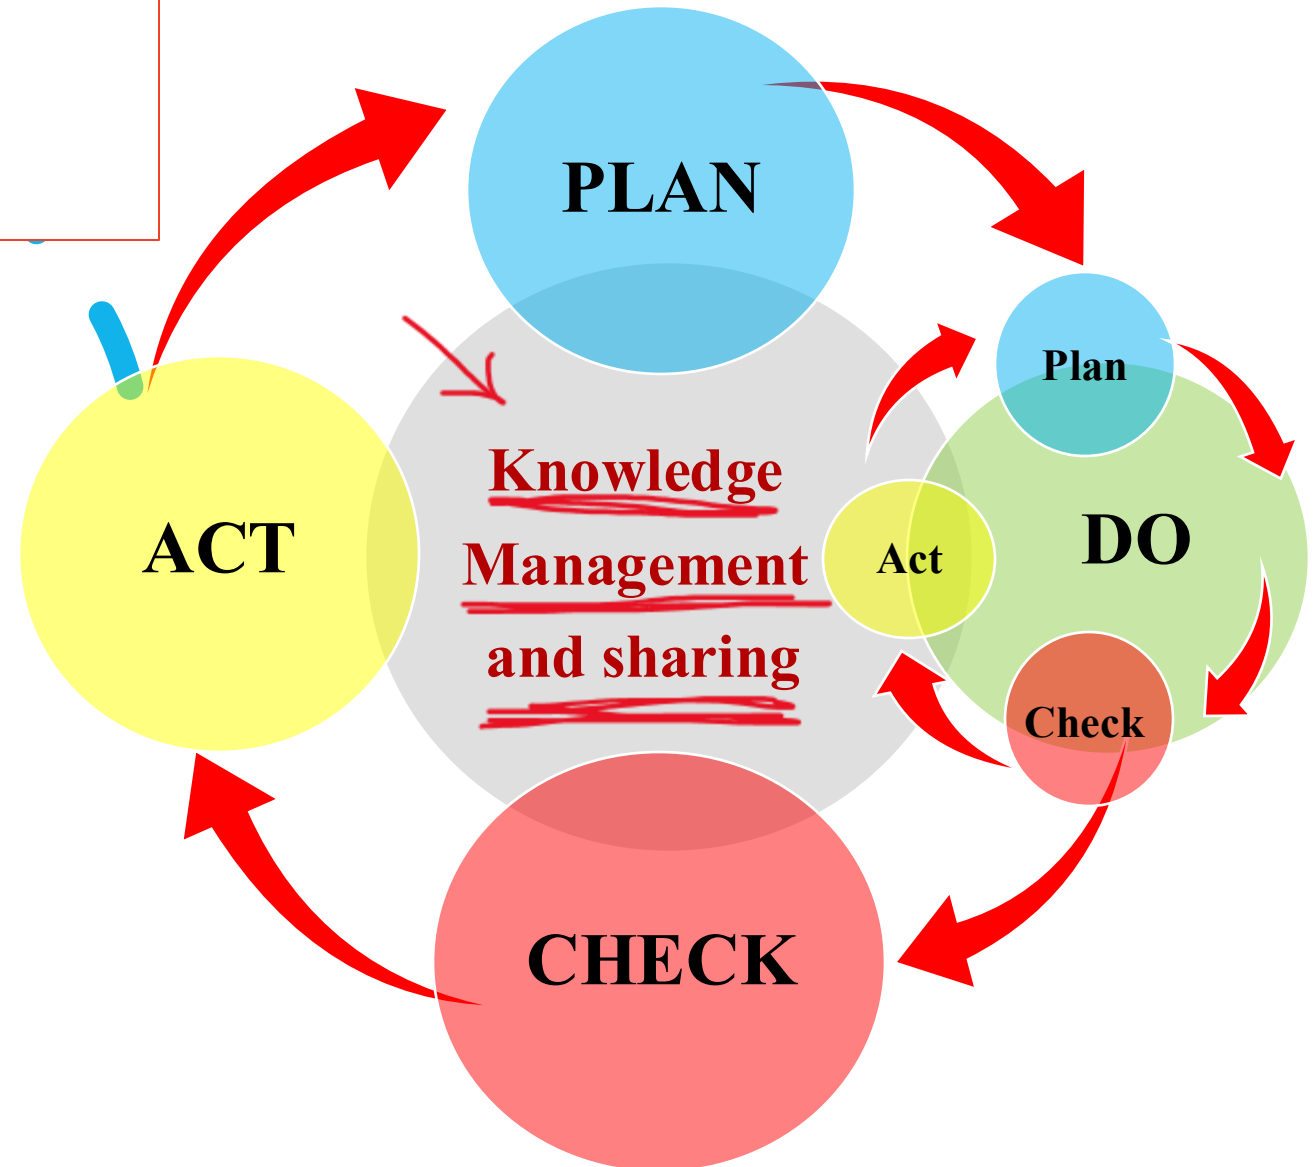 PLAN
Plan
Knowledge
Management
and sharing
ACT
Act
DO
Check
CHECK